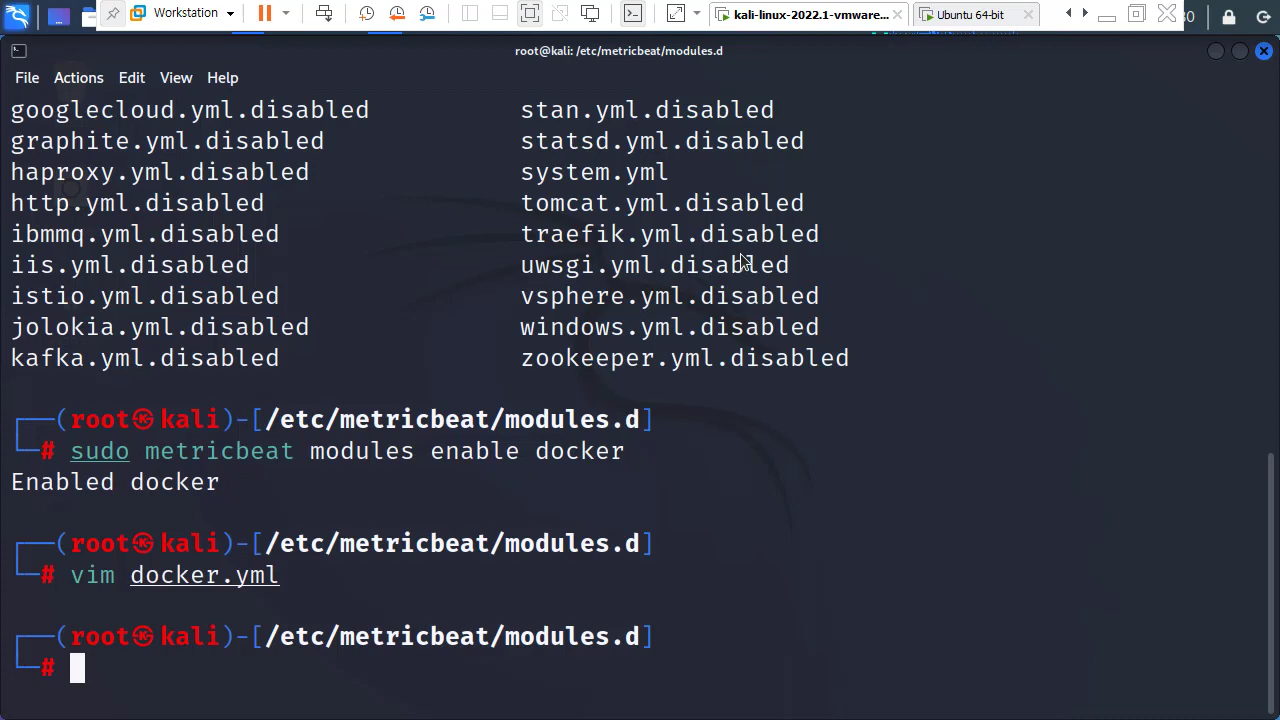 Workstation
kali-linux-2022.1-vmware...
Ubuntu 64-bit
root@kali: /etc/metricbeat/modules.d
File Actions Edit View Help
googlecloud.yml.disabled stan.yml.disabled
graphite.yml.disabled statsd.yml.disabled
haproxy.yml.disabled system.yml
http.yml.disabled tomcat.yml.disabled
ibmmq.yml.disabled traefik.yml.disabled
iis.yml.disabled uwsgi.yml.disabled
istio.yml.disabled vsphere.yml.disabled
jolokia.yml.disabled windows.yml.disabled
kafka.yml.disabled zookeeper.yml.disabled
┌──(root㉿kali)-[/etc/metricbeat/modules.d]
└─# sudo metricbeat modules enable docker
Enabled docker
┌──(root㉿kali)-[/etc/metricbeat/modules.d]
└─# vim docker.yml
┌──(root㉿kali)-[/etc/metricbeat/modules.d]
└─#